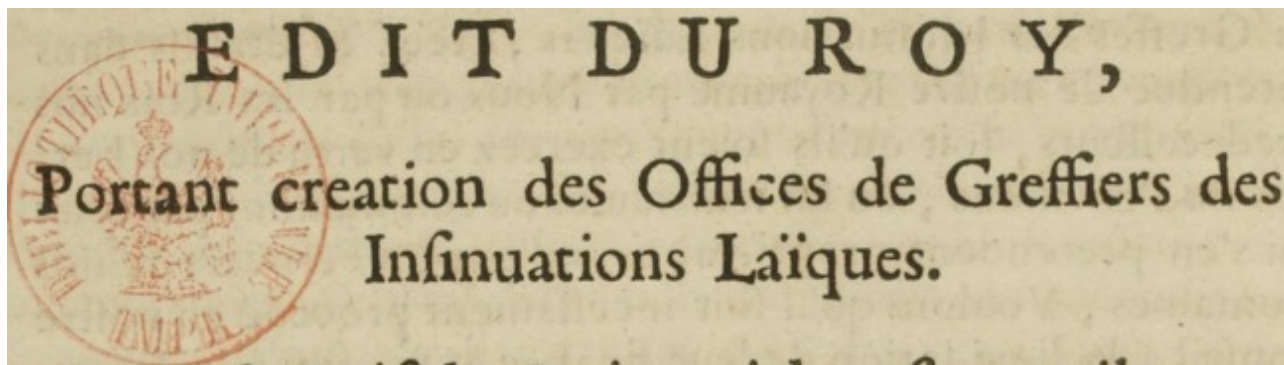 EDIT DU ROY,
Portant creation des Offices de Greffiers des
Inſinuations Laïques.